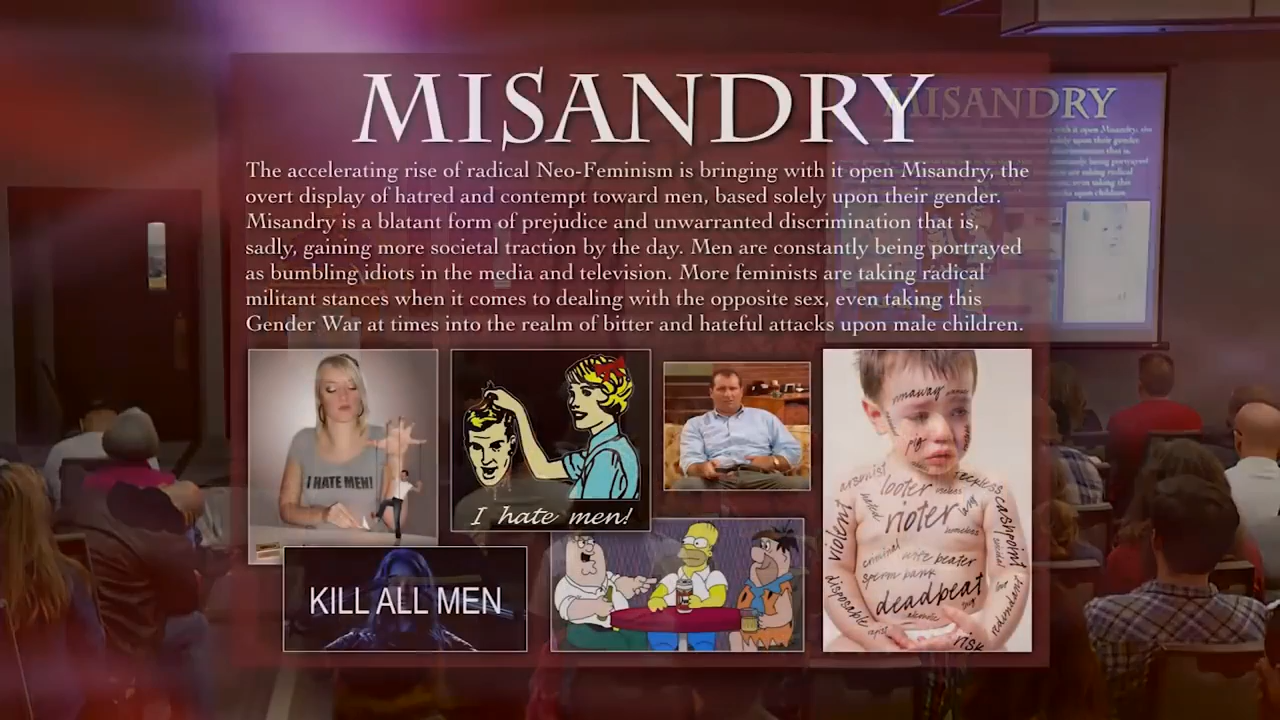 MISANDRY
The accelerating rise of radical Neo-Feminism is bringing with it open Misandry, the
overt display of hatred and contempt toward men, based solely upon their gender.
Misandry is a blatant form of prejudice and unwarranted discrimination that is,
sadly, gaining more societal traction by the day. Men are constantly being portrayed
as bumbling idiots in the media and television. More feminists are taking radical
militant stances when it comes to dealing with the opposite sex, even taking this
Gender War at times into the realm of bitter and hateful attacks upon male children.
MISANDRY
I HATE MEN!
I hate men!
KILL ALL MEN
runaway
arsonist
looter
reckless
violent
rioter
cashpoint
criminal
wife beater
sperm bank
deadbeat
disposable
redundant
risk